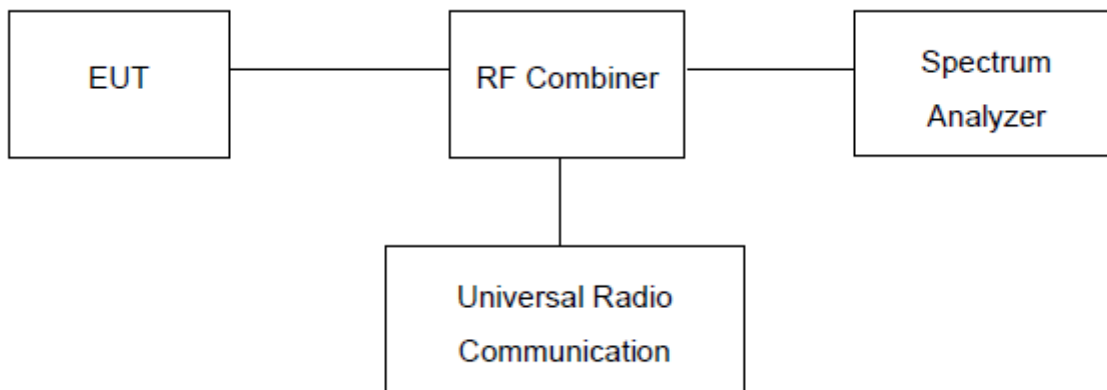 EUT
RF Combiner
Spectrum
Analyzer
Universal Radio
Communication